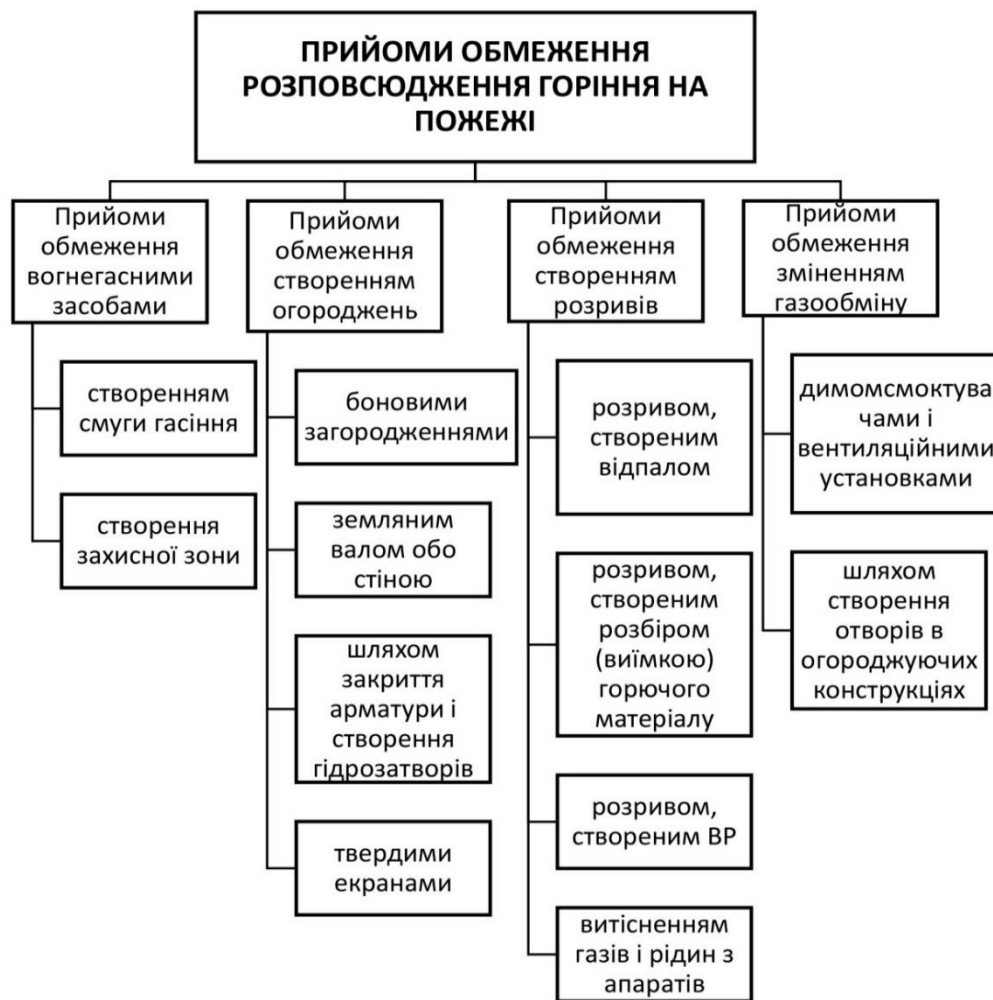 ПРИЙОМИ ОБМЕЖЕННЯ
РОЗПОВСЮДЖЕННЯ ГОРІННЯ НА
ПОЖЕЖІ
Прийоми
обмеження
вогнегасними
засобами
створенням
смуги гасіння
створення
захисної зони
Прийоми
обмеження
створенням
огороджень
боновими
загородженнями
земляним
валом або
стіною
шляхом
закриття
арматури і
створення
гідрозатворів
твердими
екранами
Прийоми
обмеження
створенням
розривів
розривом,
створеним
відпалом
розривом,
створеним
розбіром
(виїмкою)
горючого
матеріалу
розривом,
створеним ВР
витісненням
газів і рідин з
апаратів
Прийоми
обмеження
зміненням
газообміну
димомсмоктува
чами і
вентиляційними
установками
шляхом
створення
отворів в
огороджуючих
конструкціях